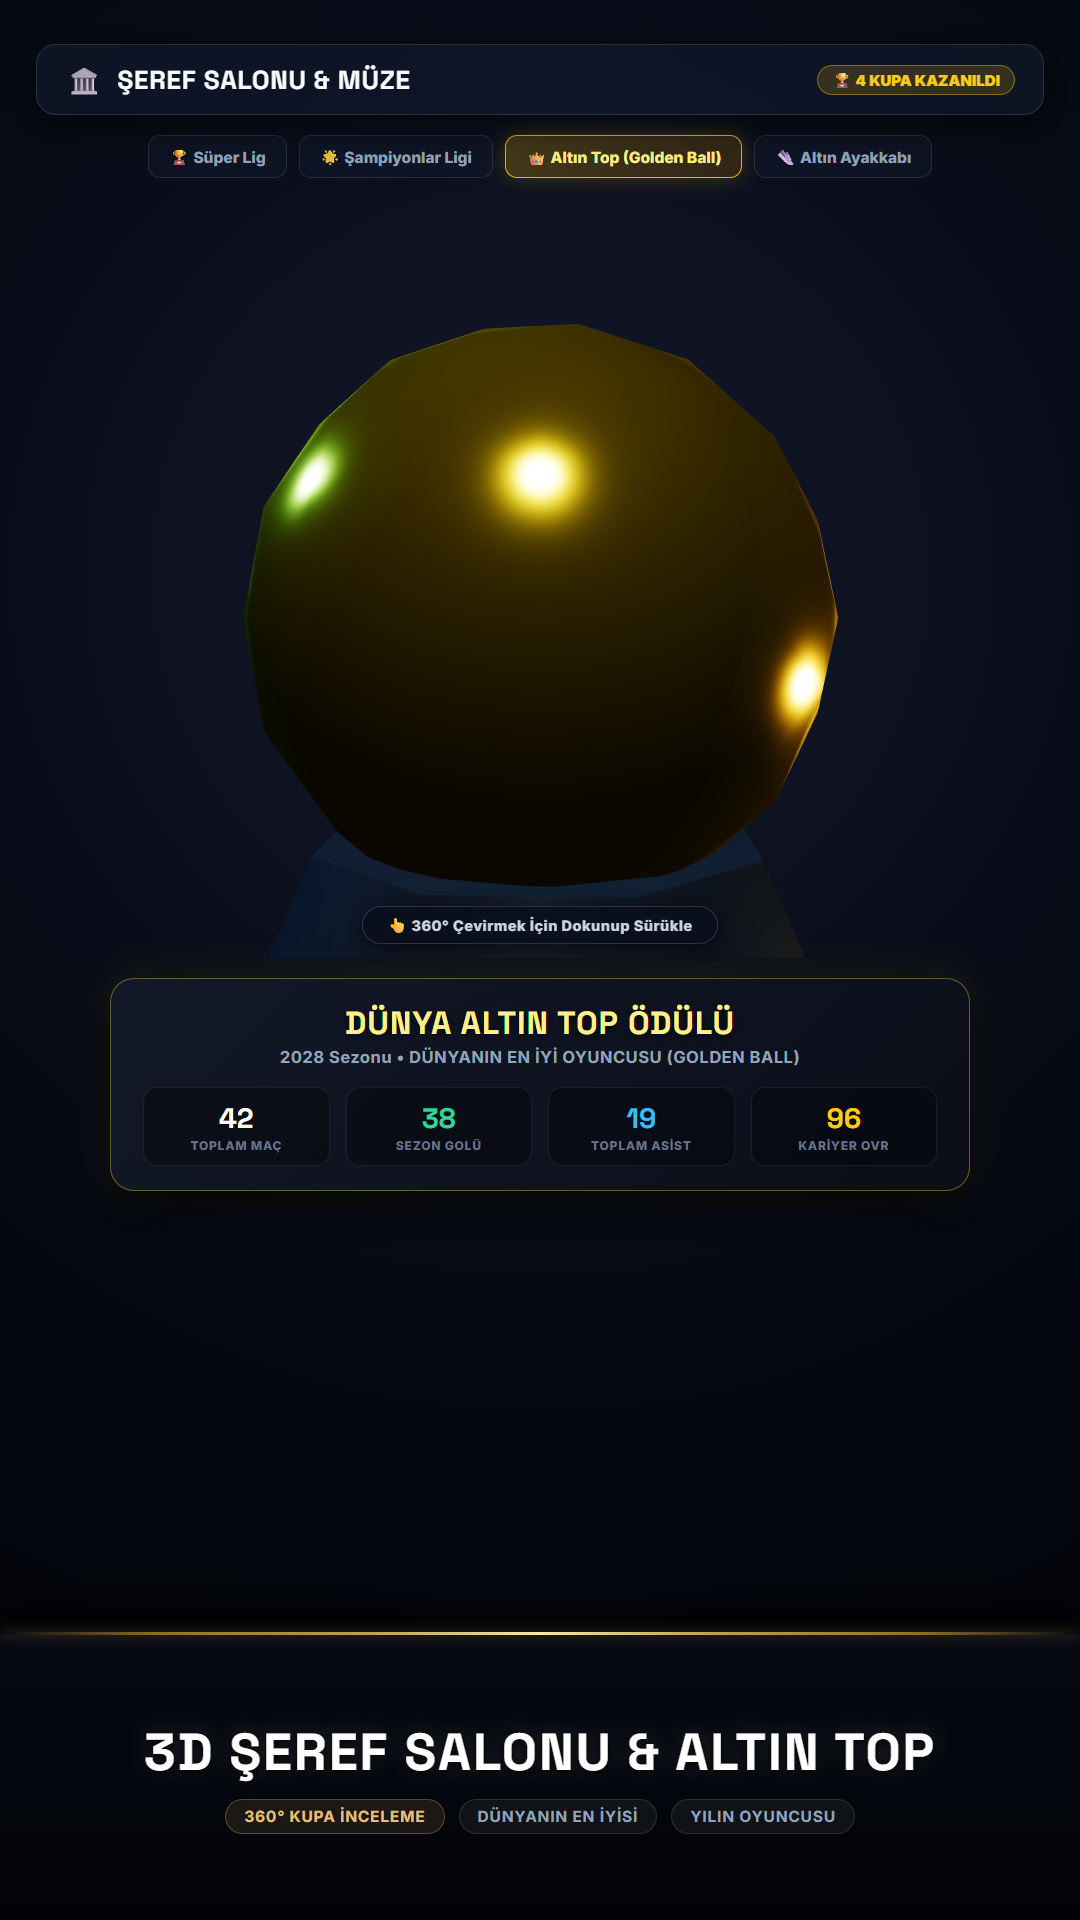 🏛️ ŞEREF SALONU & MÜZE
🏆 4 KUPA KAZANILDI
🏆 Süper Lig
🌟 Şampiyonlar Ligi
👑 Altın Top (Golden Ball)
👟 Altın Ayakkabı
👆 360° Çevirmek İçin Dokunup Sürükle
DÜNYA ALTIN TOP ÖDÜLÜ
2028 Sezonu • DÜNYANIN EN İYİ OYUNCUSU (GOLDEN BALL)
42
TOPLAM MAÇ
38
SEZON GOLÜ
19
TOPLAM ASİST
96
KARİYER OVR
3D ŞEREF SALONU & ALTIN TOP
360° KUPA İNCELEME
DÜNYANIN EN İYİSİ
YILIN OYUNCUSU